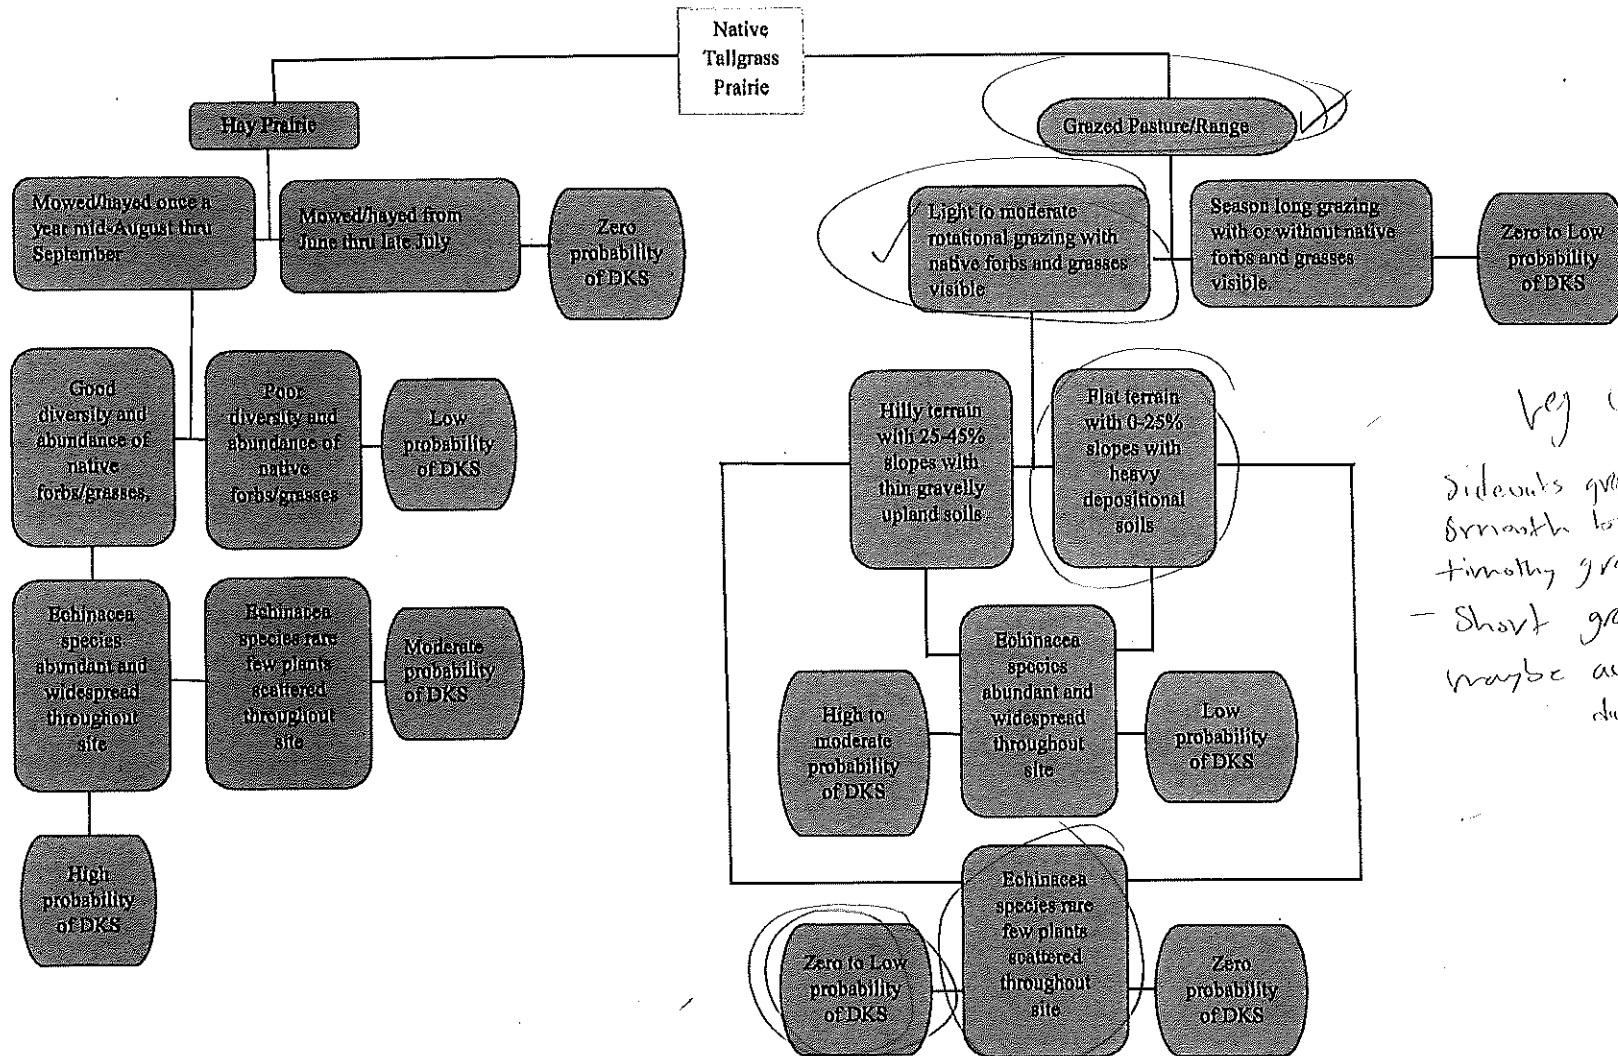 Native
Tallgrass
Prairie
Hay Prairie
Grazed Pasture/Range
Mowed/hayed once a
year mid-August thru
September
Mowed/hayed from
June thru late July
Zero
probability
of DKS
Light to moderate
rotational grazing with
native forbs and grasses
visible
Season long grazing
with or without native
forbs and grasses
visible.
Zero to Low
probability
of DKS
Good
diversity and
abundance of
native
forbs/grasses,
Poor
diversity and
abundance of
native
forbs/grasses
Low
probability
of DKS
Hilly terrain
with 25-45%
slopes with
thin gravelly
upland soils
Flat terrain
with 0-25%
slopes with
heavy
depositional
soils
Veg
timothy
- Short
maybe
Echinacea
species
abundant and
widespread
throughout
site
Echinacea
species rare
few plants
scattered
throughout
site
Moderate
probability
of DKS
Echinacea
species
abundant and
widespread
throughout
site
High to
moderate
probability
of DKS
Low
probability
of DKS
High
probability
of DKS
Echinacea
species rare
few plants
scattered
throughout
site
Zero to Low
probability
of DKS
Zero
probability
of DKS